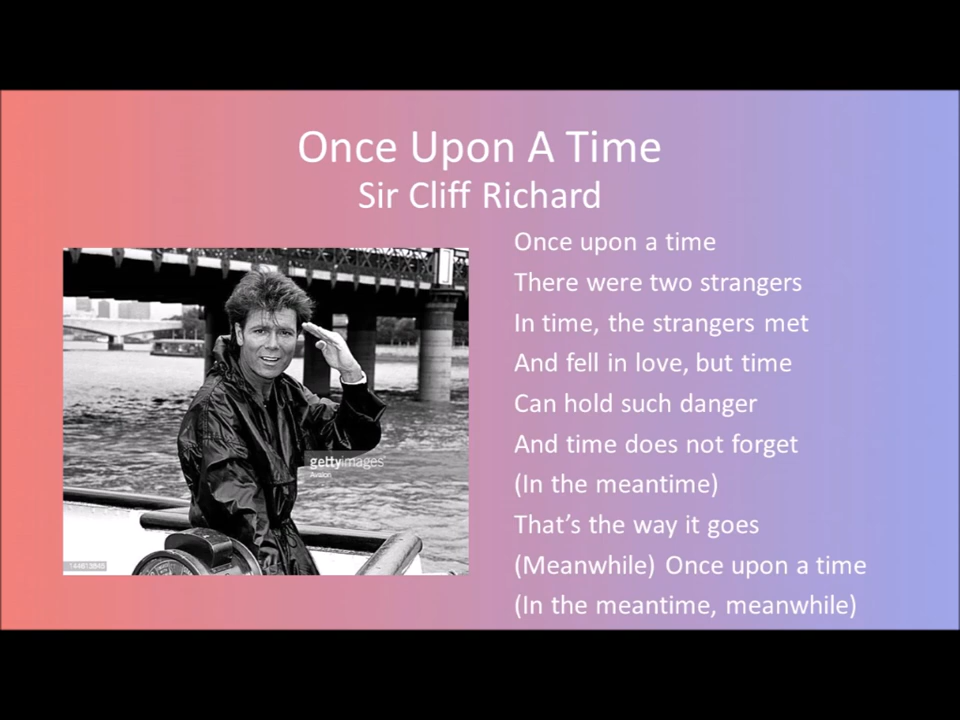 Once Upon A Time
Sir Cliff Richard
Once upon a time
There were two strangers
In time, the strangers met
And fell in love, but time
Can hold such danger
And time does not forget
(In the meantime)
That’s the way it goes
(Meanwhile) Once upon a time
(In the meantime, meanwhile)
gettyimages
Avalon